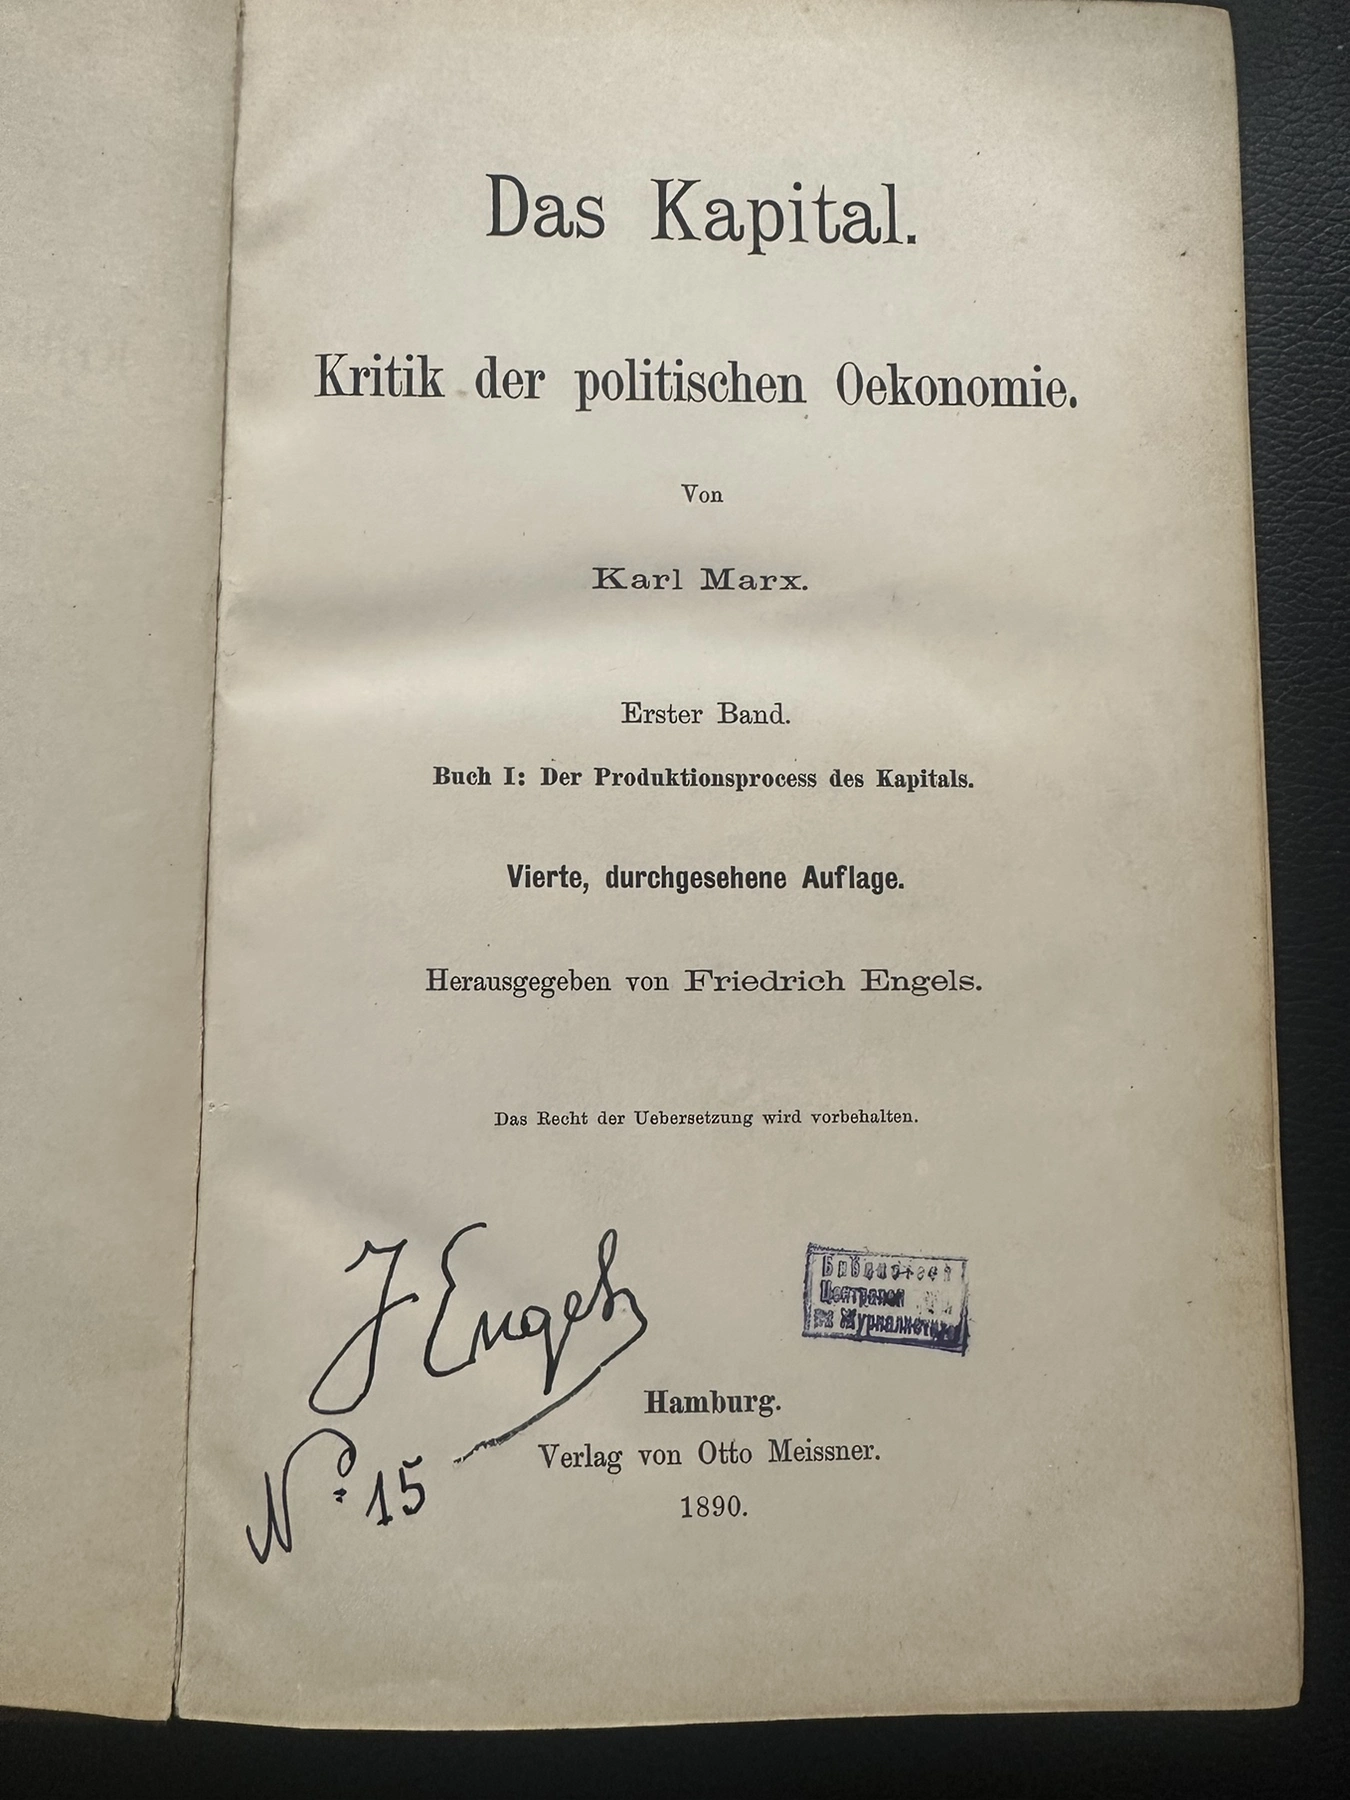 Das Kapital.
Kritik der politischen Oekonomie.
Von
Karl Marx.
Erster Band.
Buch I: Der Produktionsprocess des Kapitals.
Vierte, durchgesehene Auflage.
Herausgegeben von Friedrich Engels.
Das Recht der Uebersetzung wird vorbehalten.
F Engels
No 15
Hamburg.
Verlag von Otto Meissner.
1890.